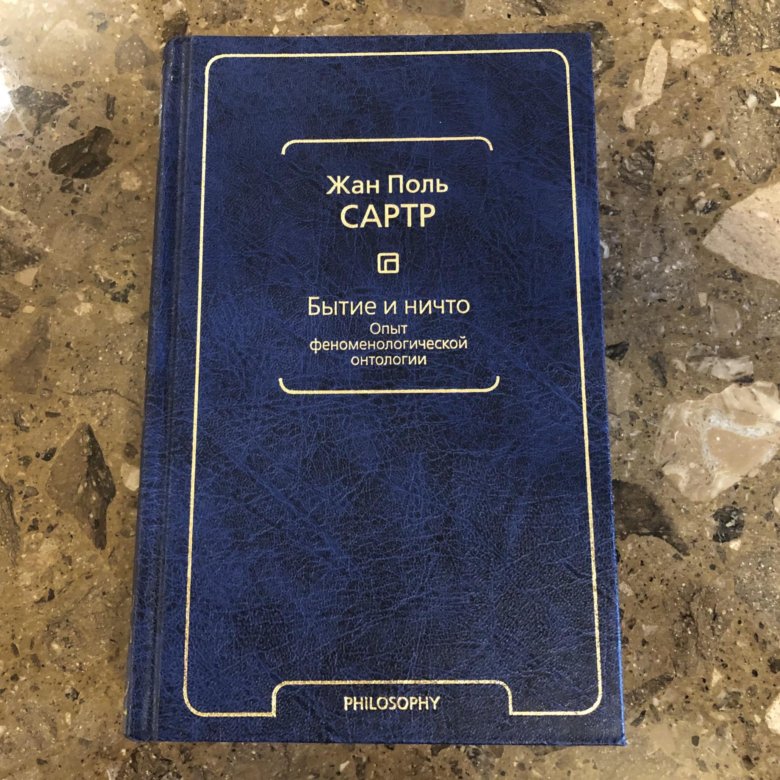 Жан Поль
САРТР
Бытие и ничто
Опыт
феноменологической
онтологии
PHILOSOPHY